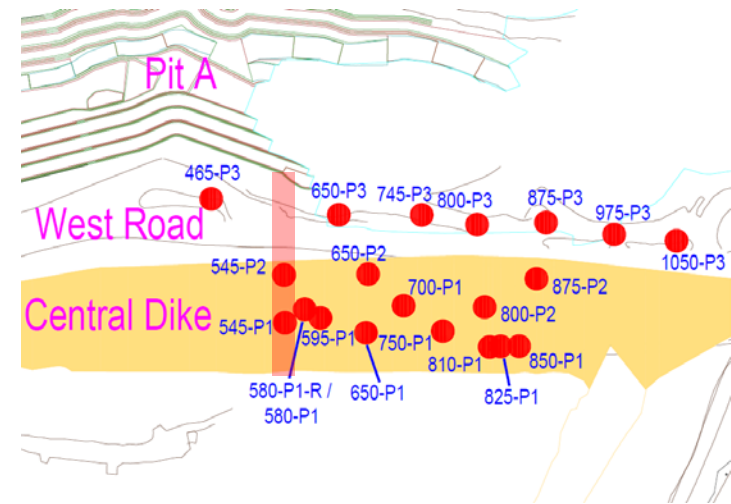 Pit A
465-P3
650-P3
745-P3
800-P3
875-P3
975-P3
1050-P3
West Road
545-P2
650-P2
875-P2
700-P1
800-P2
Central Dike
545-P1
595-P1
750-P1
810-P1
850-P1
580-P1-R /
580-P1
650-P1
825-P1